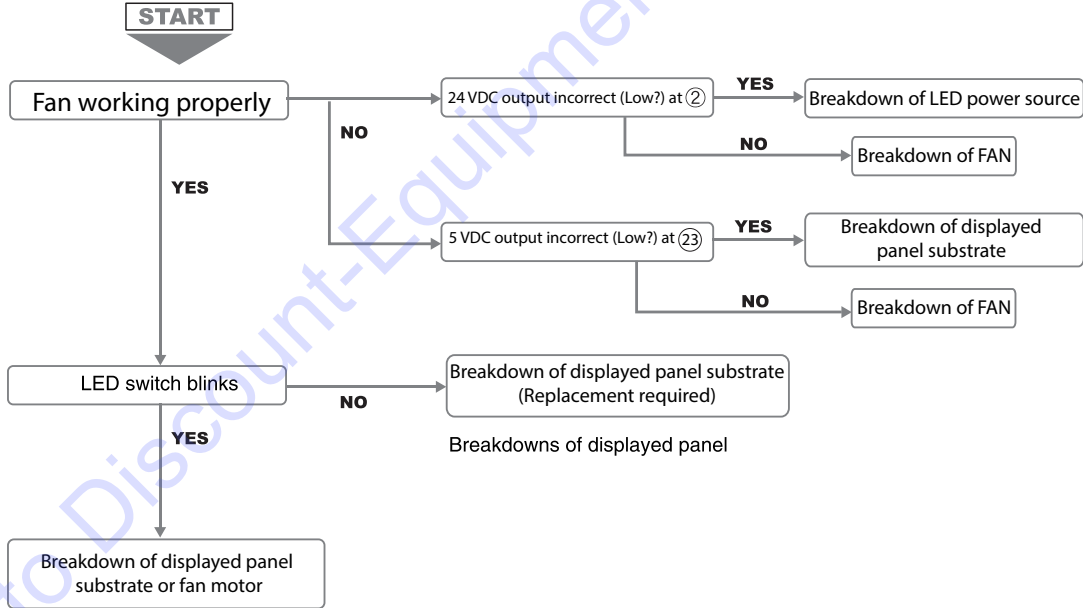 START
Fan working properly
24 VDC output incorrect (Low?) at ②
YES
Breakdown of LED power source
NO
NO
Breakdown of FAN
YES
5 VDC output incorrect (Low?) at ㉓
YES
Breakdown of displayed
panel substrate
NO
Breakdown of FAN
LED switch blinks
NO
Breakdown of displayed panel substrate
(Replacement required)
YES
Breakdowns of displayed panel
Breakdown of displayed panel
substrate or fan motor
to Discount-Equipmen